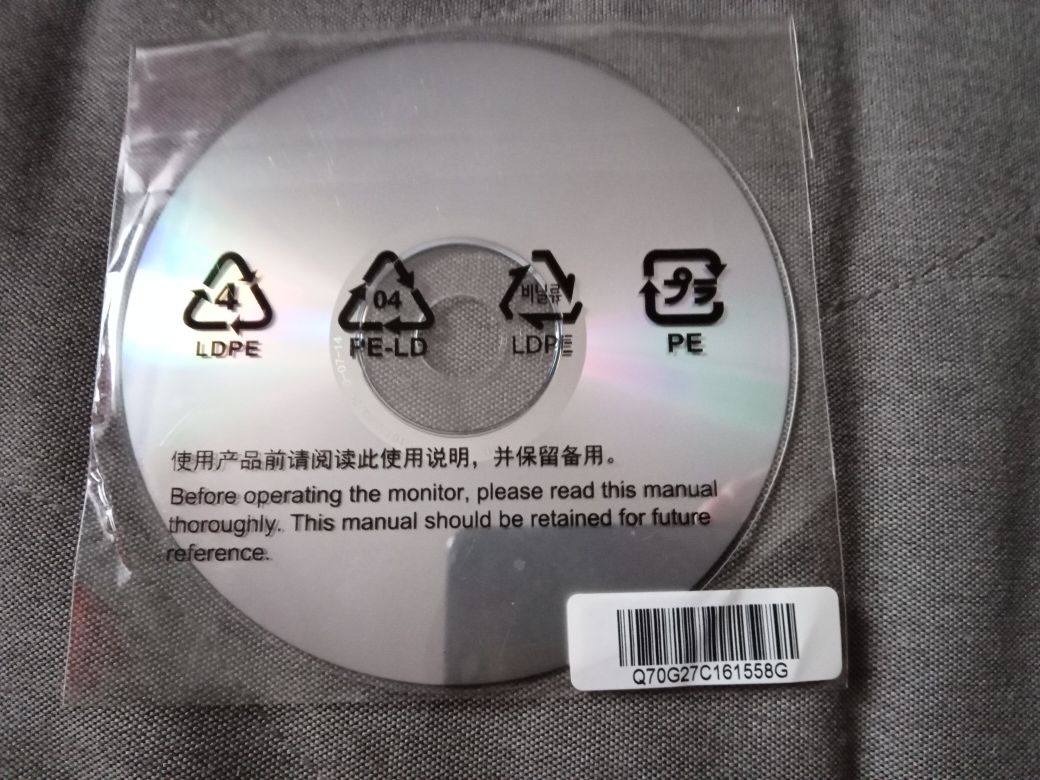 4
LDPE
04
PE-LD
비닐류
LDPE
プラ
PE
使用产品前请阅读此使用说明，并保留备用。
Before operating the monitor, please read this manual
thoroughly. This manual should be retained for future
reference.
Q70G27C161558G